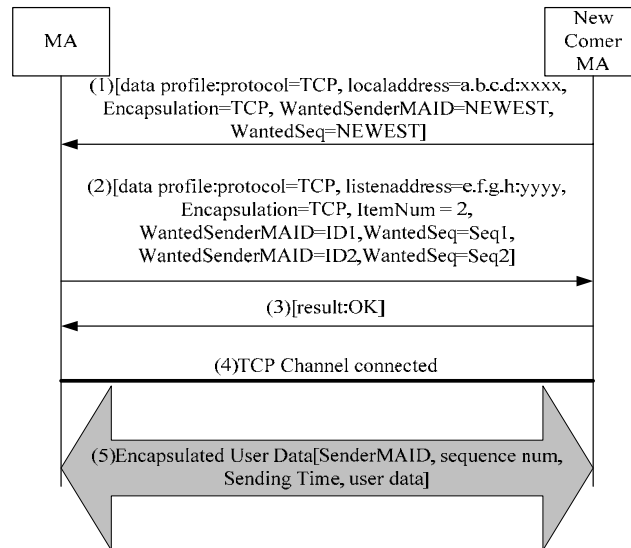 MA
New
Comer
MA
(1)[data profile:protocol=TCP, localaddress=a.b.c.d:xxxx,
Encapsulation=TCP, WantedSenderMAID=NEWEST,
WantedSeq=NEWEST]
(2)[data profile:protocol=TCP, listenaddress=e.f.g.h:yyyy,
Encapsulation=TCP, ItemNum = 2,
WantedSenderMAID=ID1,WantedSeq=Seq1,
WantedSenderMAID=ID2,WantedSeq=Seq2]
(3)[result:OK]
(4)TCP Channel connected
(5)Encapsulated User Data[SenderMAID, sequence num,
Sending Time, user data]